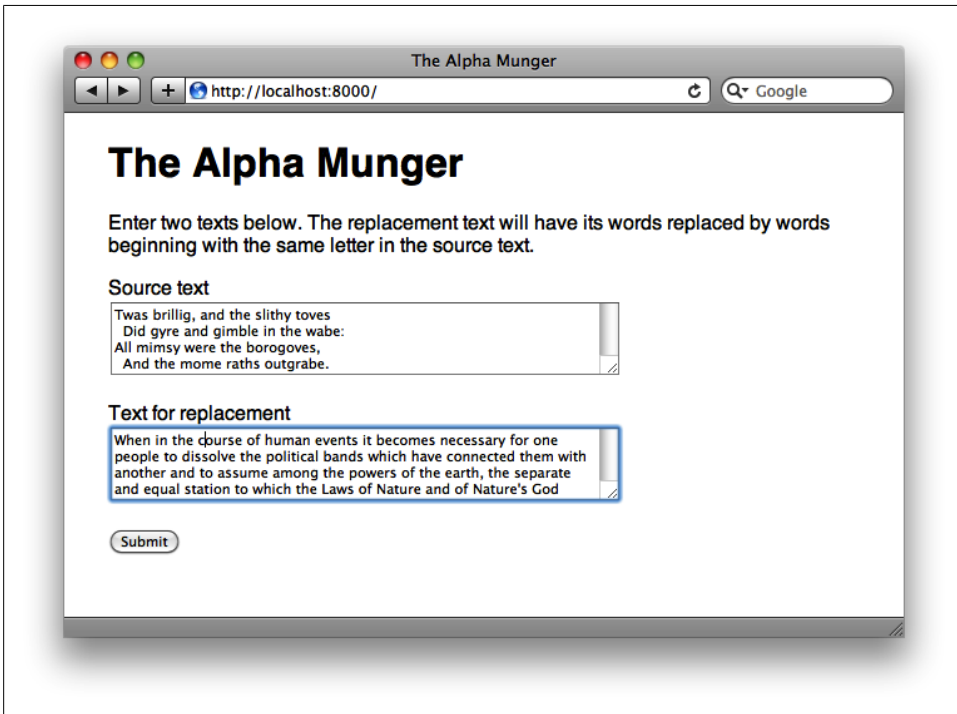 The Alpha Munger
http://localhost:8000/
Google
The Alpha Munger
Enter two texts below. The replacement text will have its words replaced by words
beginning with the same letter in the source text.
Source text
Twas brillig, and the slithy toves
Did gyre and gimble in the wabe:
All mimsy were the borogoves,
And the mome raths outgrabe.
Text for replacement
When in the course of human events it becomes necessary for one
people to dissolve the political bands which have connected them with
another and to assume among the powers of the earth, the separate
and equal station to which the Laws of Nature and of Nature's God
Submit